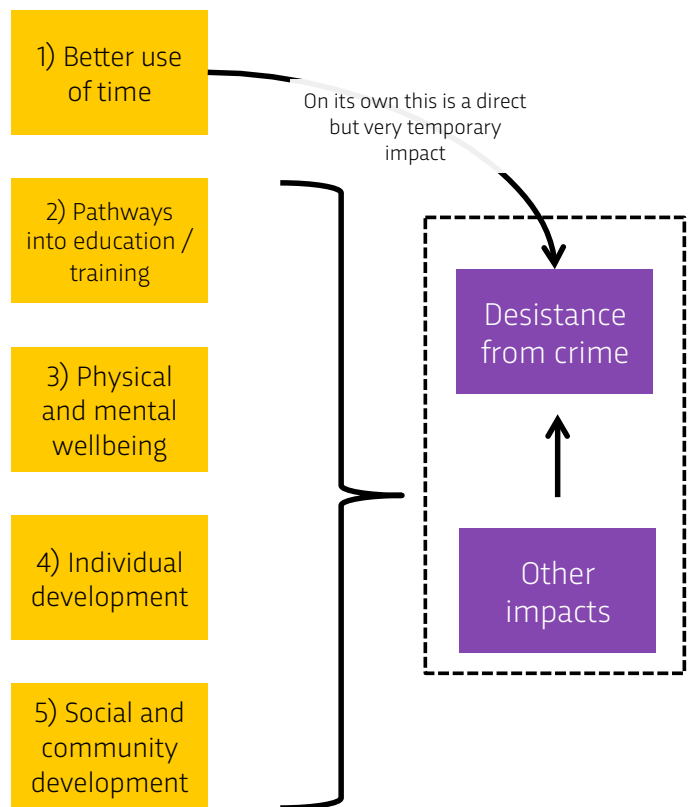 1) Better use
of time
On its own this is a direct
but very temporary
impact
2) Pathways
into education /
training
3) Physical
and mental
wellbeing
4) Individual
development
5) Social and
community
development
Desistance
from crime
Other
impacts